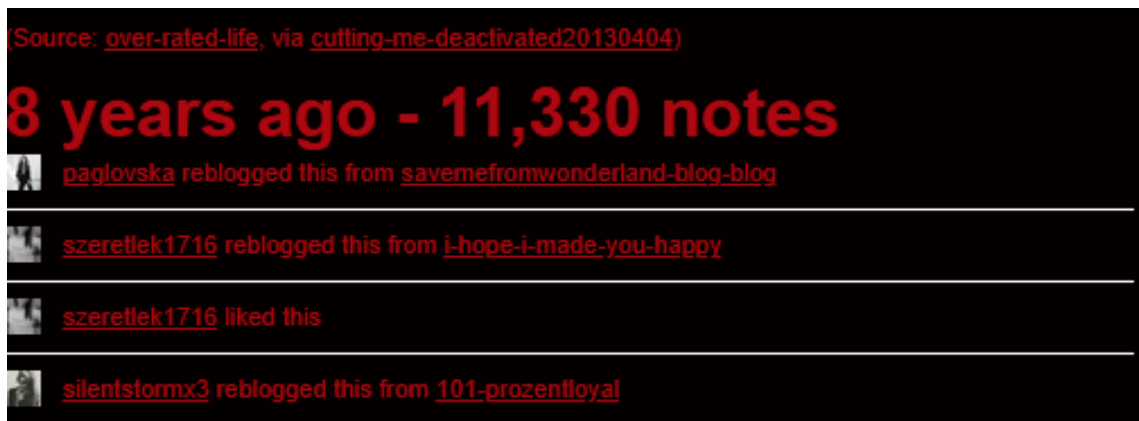 (Source: over-rated-life, via cutting-me-deactivated20130404)
8 years ago - 11,330 notes
paglovska reblogged this from savemefromwonderland-blog-blog
szeretlek1716 reblogged this from i-hope-i-made-you-happy
szeretlek1716 liked this
silentstormx3 reblogged this from 101-prozentloyal